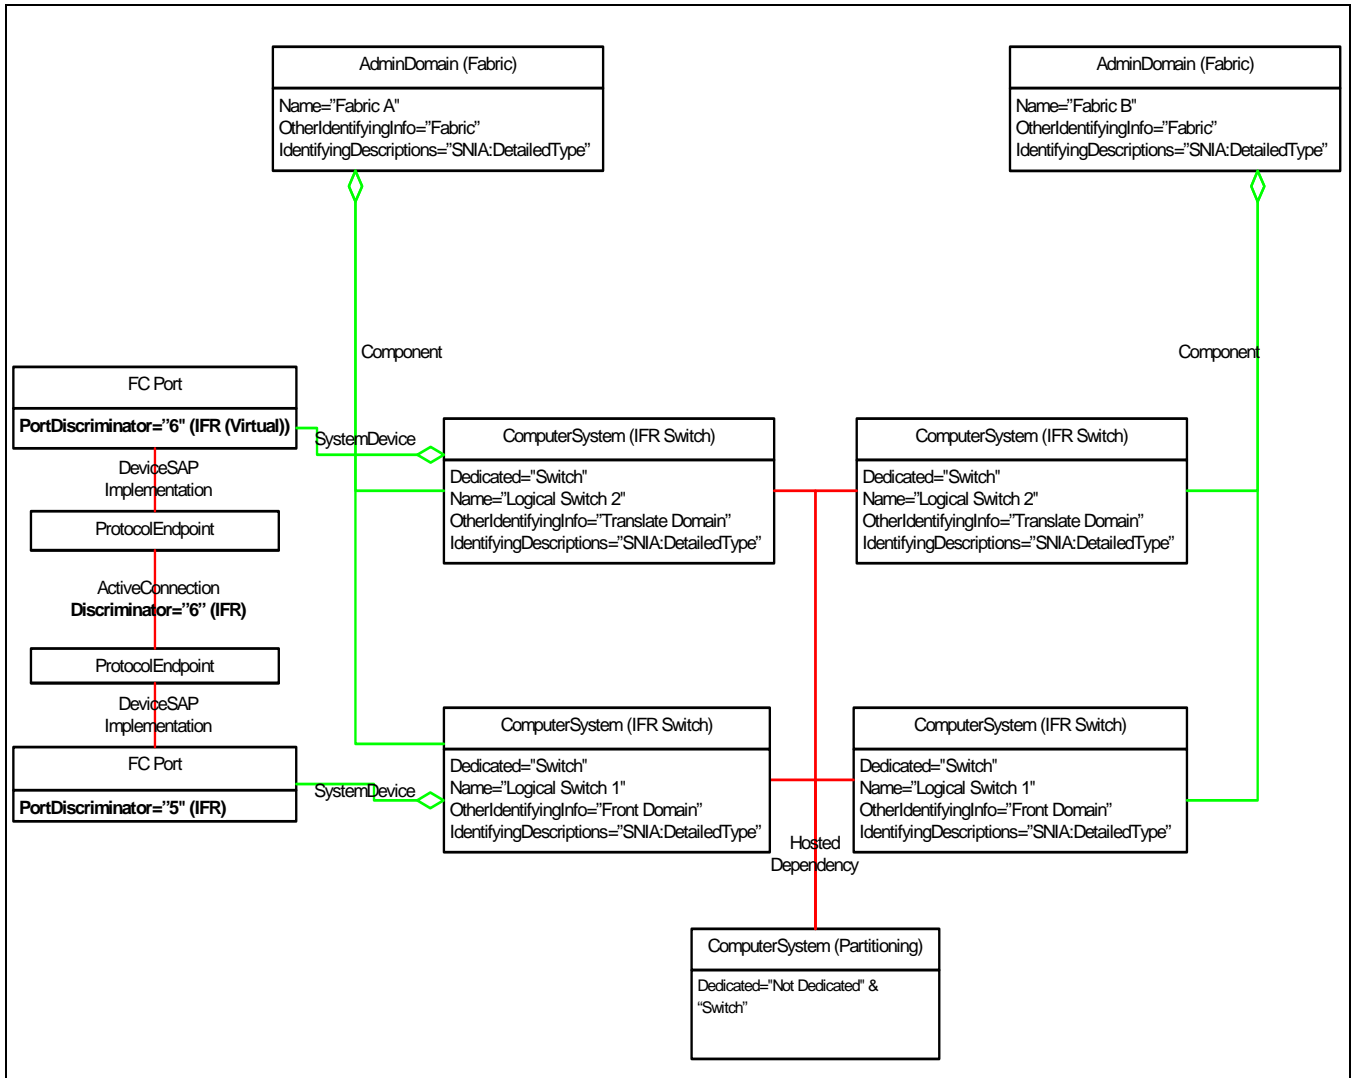 AdminDomain (Fabric)
Name=”Fabric A"
OtherIdentifyingInfo=”Fabric”
IdentifyingDescriptions=”SNIA:DetailedType”
AdminDomain (Fabric)
Name=”Fabric B"
OtherIdentifyingInfo=”Fabric”
IdentifyingDescriptions=”SNIA:DetailedType”
Component
Component
FC Port
PortDiscriminator=”6" (IFR (Virtual))
SystemDevice
DeviceSAP
Implementation
ProtocolEndpoint
ActiveConnection
Discriminator=”6” (IFR)
ProtocolEndpoint
DeviceSAP
Implementation
FC Port
PortDiscriminator=”5" (IFR)
SystemDevice
ComputerSystem (IFR Switch)
Dedicated="Switch"
Name=”Logical Switch 2"
OtherIdentifyingInfo=”Translate Domain”
IdentifyingDescriptions=”SNIA:DetailedType”
ComputerSystem (IFR Switch)
Dedicated="Switch"
Name=”Logical Switch 2"
OtherIdentifyingInfo=”Translate Domain”
IdentifyingDescriptions=”SNIA:DetailedType”
ComputerSystem (IFR Switch)
Dedicated="Switch"
Name=”Logical Switch 1"
OtherIdentifyingInfo=”Front Domain”
IdentifyingDescriptions=”SNIA:DetailedType”
ComputerSystem (IFR Switch)
Dedicated="Switch"
Name=”Logical Switch 1"
OtherIdentifyingInfo=”Front Domain”
IdentifyingDescriptions=”SNIA:DetailedType”
Hosted
Dependency
ComputerSystem (Partitioning)
Dedicated="Not Dedicated" &
“Switch”